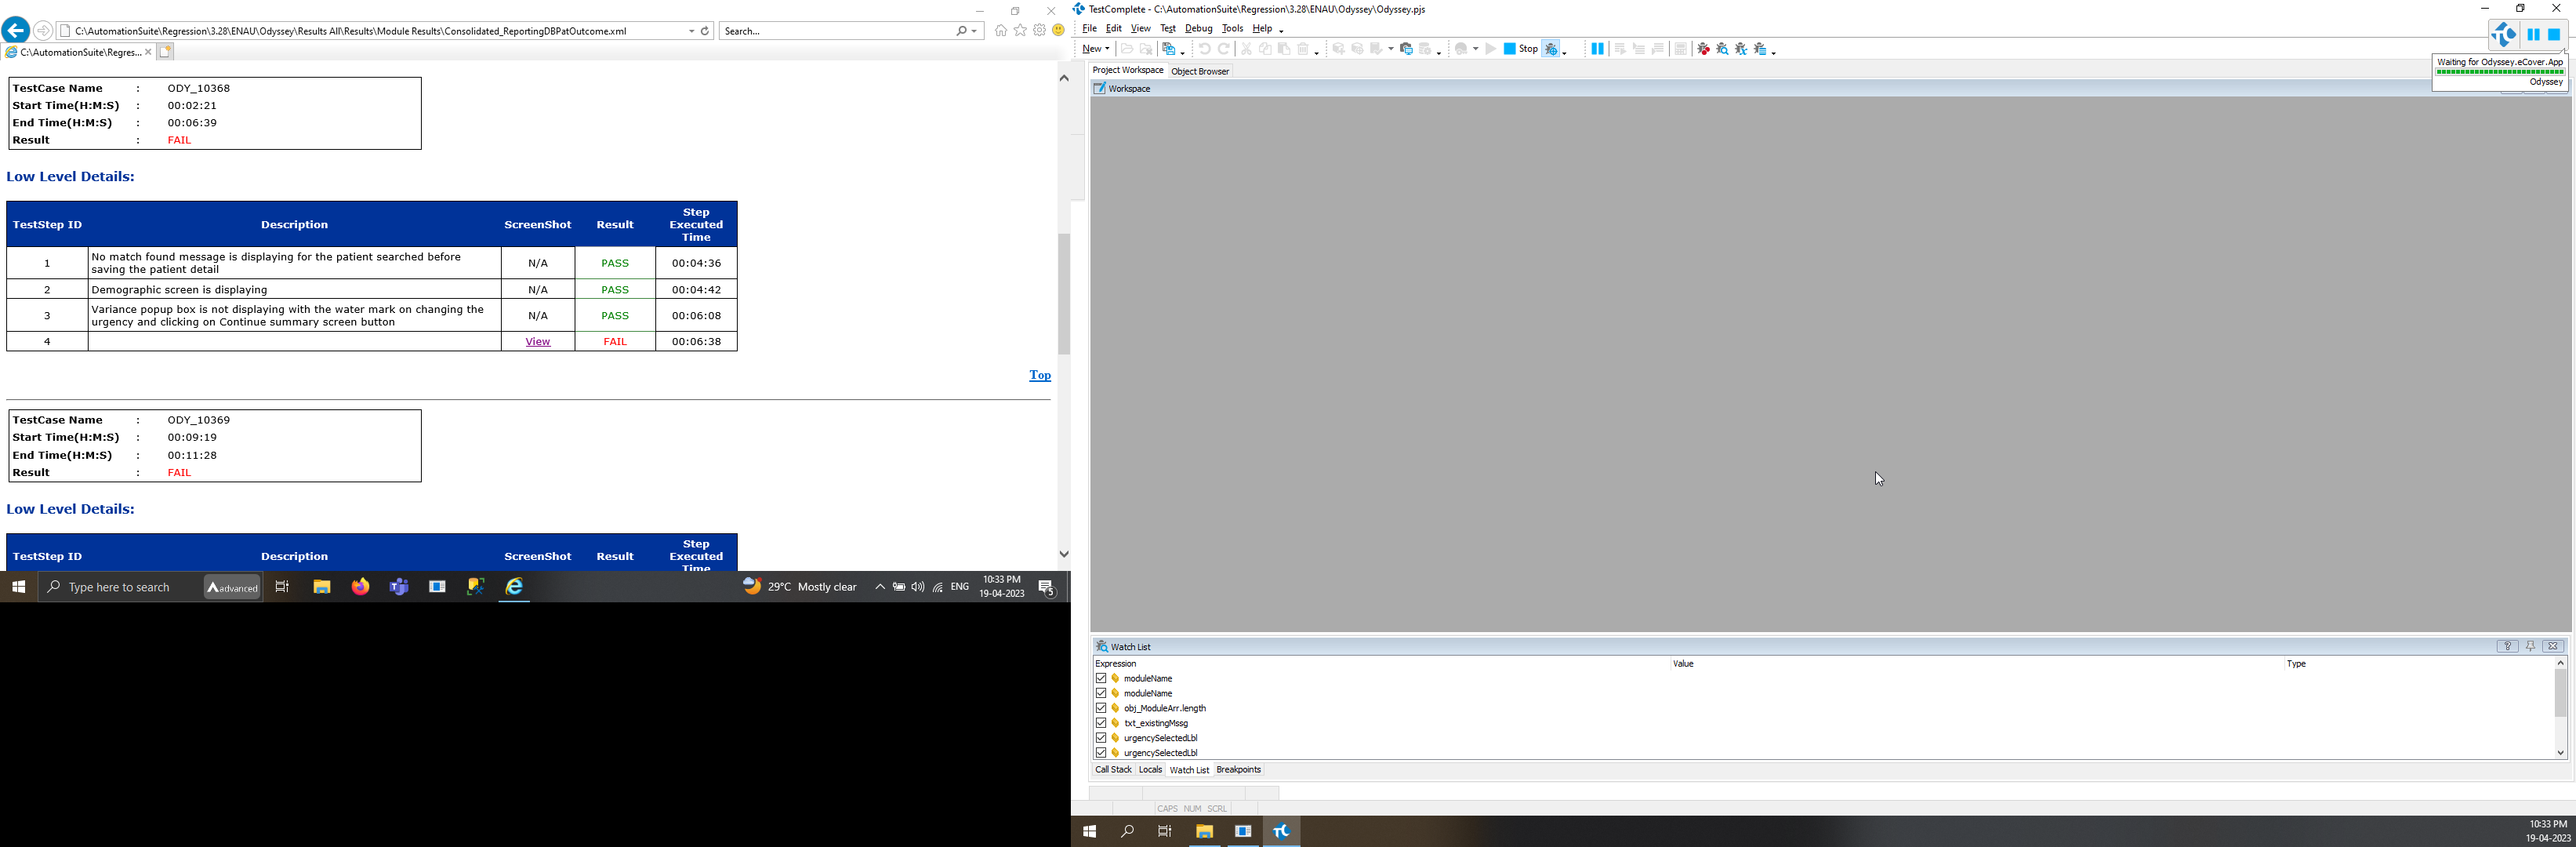 C:\AutomationSuite\Regression\3.28\ENAU\Odyssey\Results All\Results\Module Results\Consolidated_ReportingDBPatOutcome.xml
Search...
C:\AutomationSuite\Regres...
TestCase Name : ODY_10368
Start Time(H:M:S) : 00:02:21
End Time(H:M:S) : 00:06:39
Result : FAIL
Low Level Details:
TestStep ID Description ScreenShot Result Step Executed Time
1 No match found message is displaying for the patient searched before saving the patient detail N/A PASS 00:04:36
2 Demographic screen is displaying N/A PASS 00:04:42
3 Variance popup box is not displaying with the water mark on changing the urgency and clicking on Continue summary screen button N/A PASS 00:06:08
4 View FAIL 00:06:38
Top
TestCase Name : ODY_10369
Start Time(H:M:S) : 00:09:19
End Time(H:M:S) : 00:11:28
Result : FAIL
Low Level Details:
TestStep ID Description ScreenShot Result Step Executed Time
Type here to search
advanced
29°C Mostly clear
ENG
10:33 PM
19-04-2023
5
TestComplete - C:\AutomationSuite\Regression\3.28\ENAU\Odyssey\Odyssey.pjs
File Edit View Test Debug Tools Help
New
Stop
Project Workspace Object Browser
Workspace
Waiting for Odyssey.eCover.App
Odyssey
Watch List
Expression Value Type
moduleName
moduleName
obj_ModuleArr.length
txt_existingMssg
urgencySelectedLbl
urgencySelectedLbl
Call Stack Locals Watch List Breakpoints
CAPS NUM SCRL
10:33 PM
19-04-2023